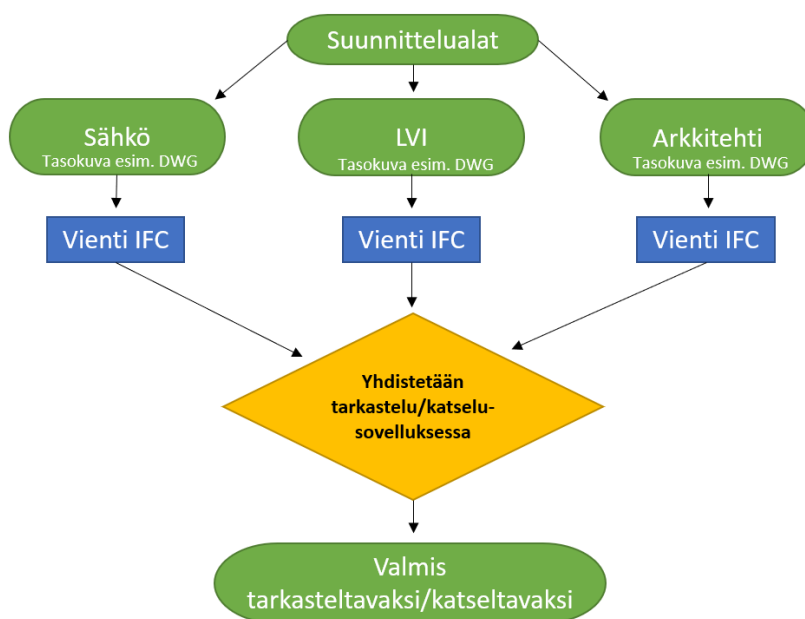 Suunnittelualat
Sähkö
Tasokuva esim. DWG
LVI
Tasokuva esim. DWG
Arkkitehti
Tasokuva esim. DWG
Vienti IFC
Vienti IFC
Vienti IFC
Yhdistetään
tarkastelu/katselu-
sovelluksessa
Valmis
tarkasteltavaksi/katseltavaksi